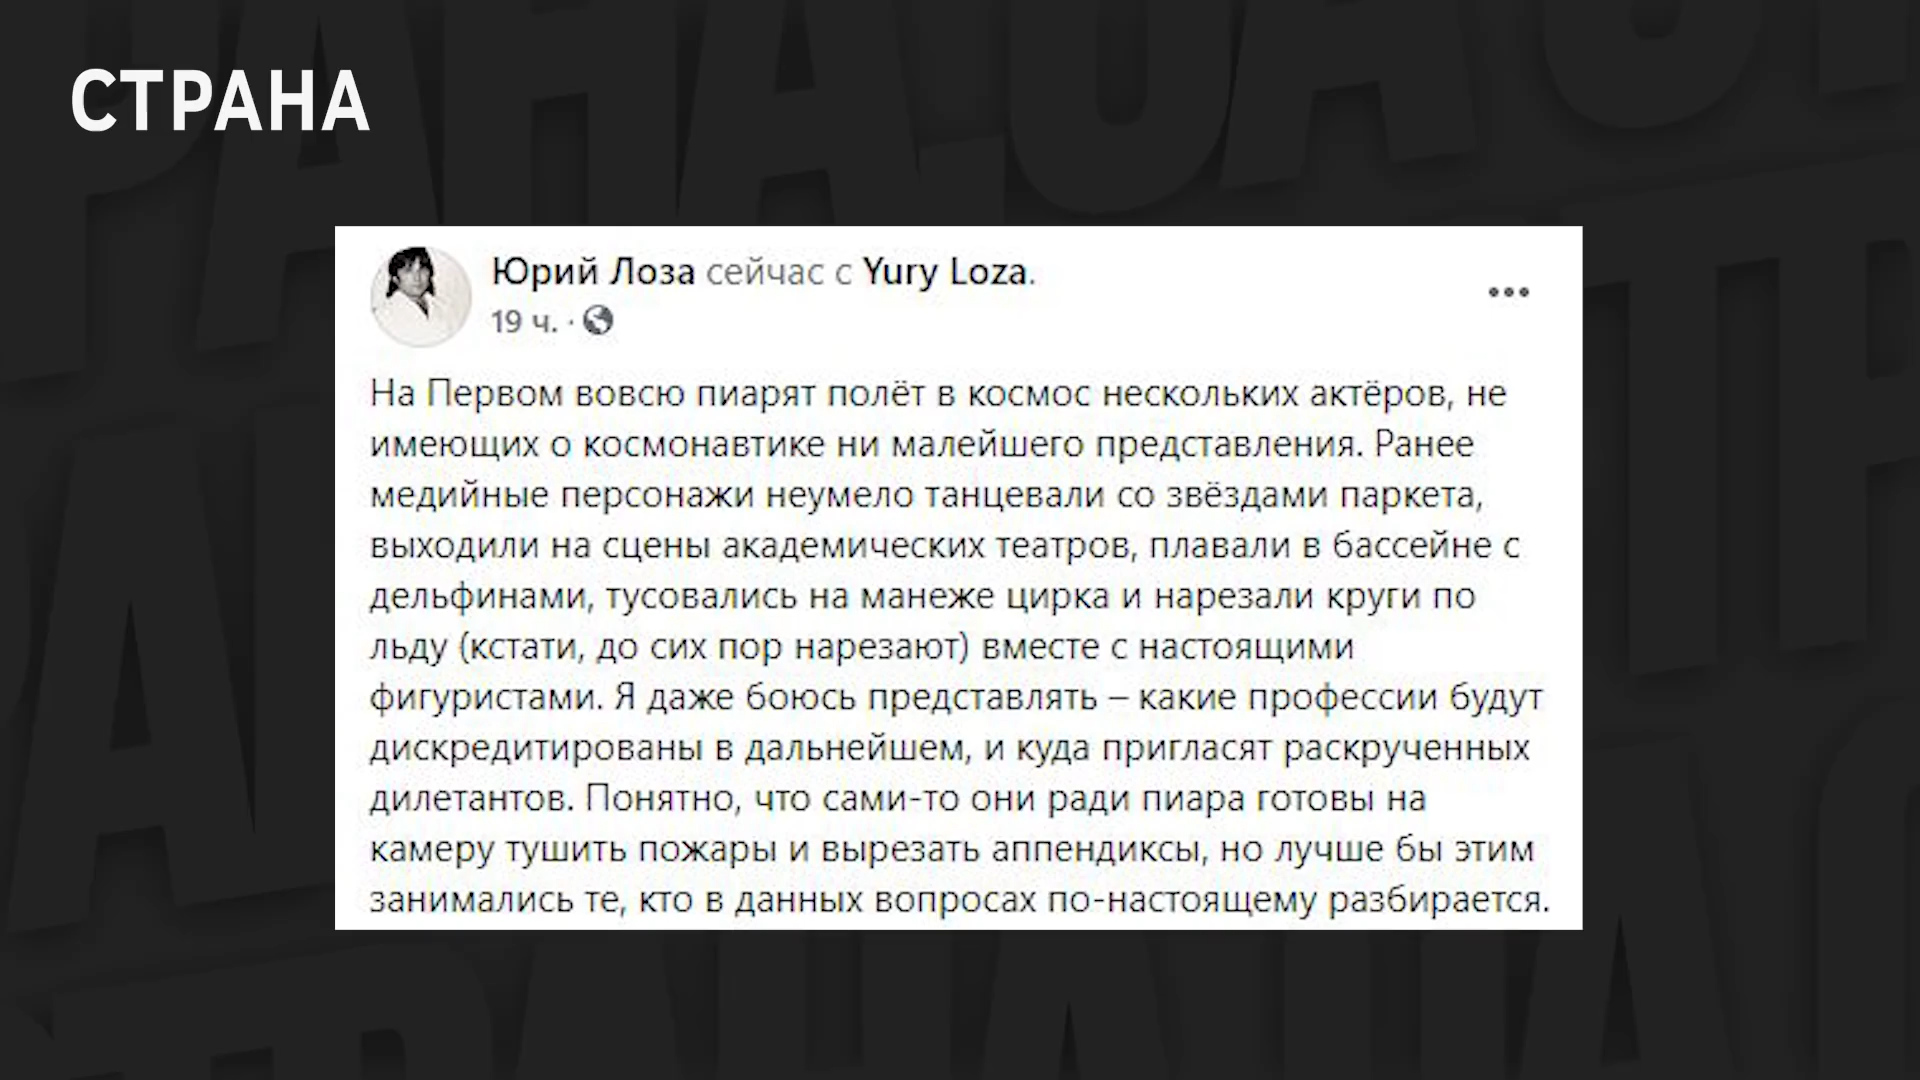 СТРАНА
Юрий Лоза сейчас с Yury Loza.
19 ч. ·
На Первом вовсю пиарят полёт в космос нескольких актёров, не
имеющих о космонавтике ни малейшего представления. Ранее
медийные персонажи неумело танцевали со звёздами паркета,
выходили на сцены академических театров, плавали в бассейне с
дельфинами, тусовались на манеже цирка и нарезали круги по
льду (кстати, до сих пор нарезают) вместе с настоящими
фигуристами. Я даже боюсь представлять – какие профессии будут
дискредитированы в дальнейшем, и куда пригласят раскрученных
дилетантов. Понятно, что сами-то они ради пиара готовы на
камеру тушить пожары и вырезать аппендиксы, но лучше бы этим
занимались те, кто в данных вопросах по-настоящему разбирается.